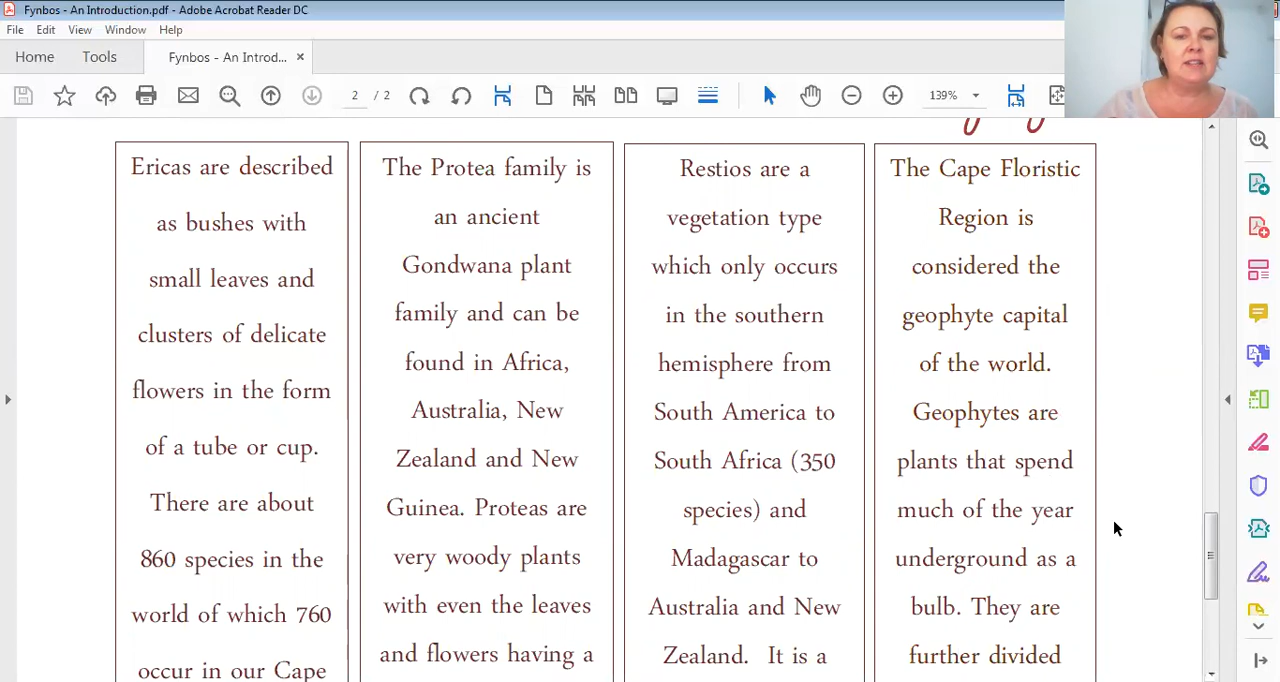 Fynbos - An Introduction.pdf - Adobe Acrobat Reader DC
File Edit View Window Help
Home Tools Fynbos - An Introd... ×
2 / 2 139%
Ericas are described
as bushes with
small leaves and
clusters of delicate
flowers in the form
of a tube or cup.
There are about
860 species in the
world of which 760
occur in our Cape
The Protea family is
an ancient
Gondwana plant
family and can be
found in Africa,
Australia, New
Zealand and New
Guinea. Proteas are
very woody plants
with even the leaves
and flowers having a
Restios are a
vegetation type
which only occurs
in the southern
hemisphere from
South America to
South Africa (350
species) and
Madagascar to
Australia and New
Zealand. It is a
The Cape Floristic
Region is
considered the
geophyte capital
of the world.
Geophytes are
plants that spend
much of the year
underground as a
bulb. They are
further divided